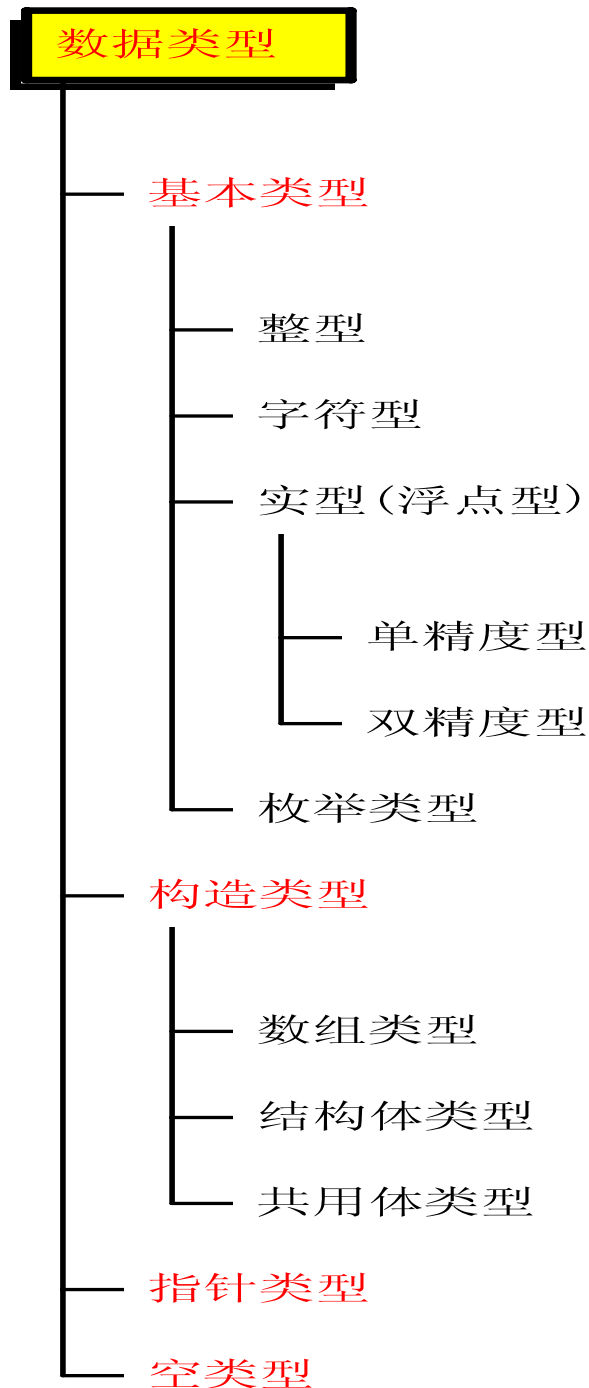 数据类型
基本类型
整型
字符型
实型(浮点型)
单精度型
双精度型
枚举类型
构造类型
数组类型
结构体类型
共用体类型
指针类型
空类型